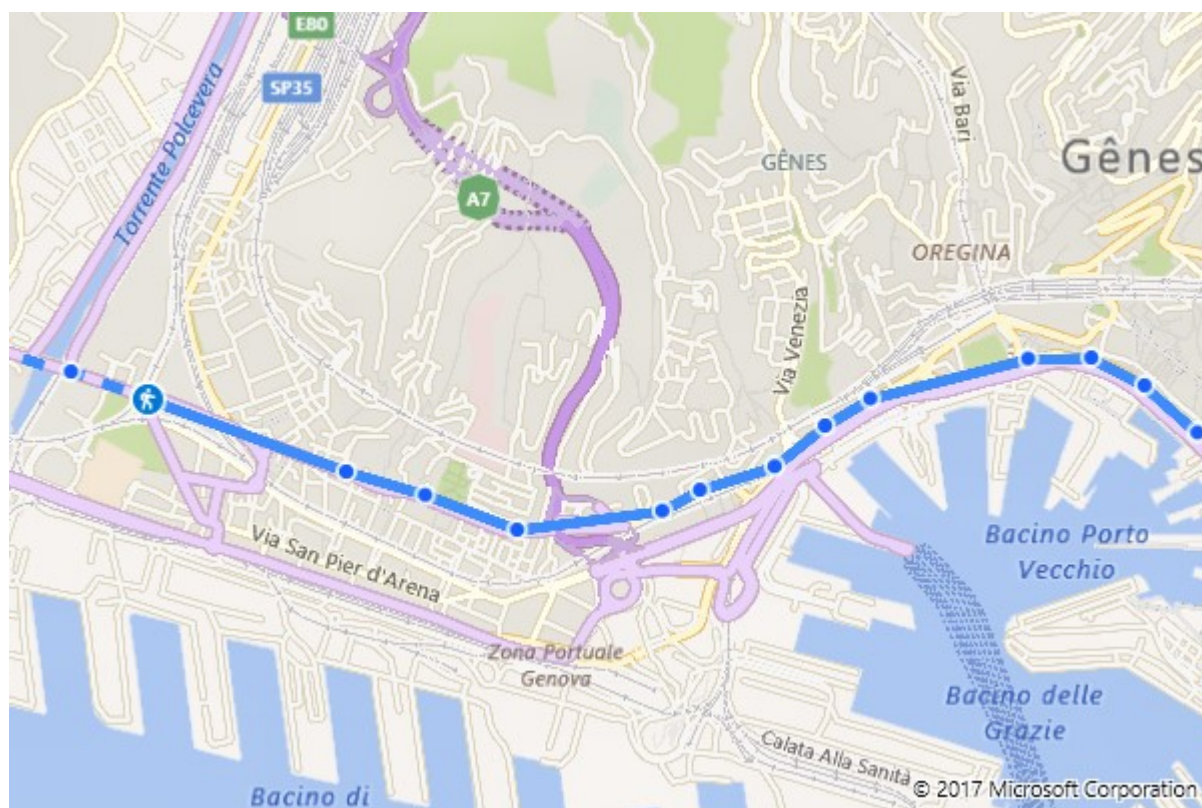 E80
SP35
Torrente Polcevera
A7
Via Bari
GÊNES
Gênes
OREGINA
Via Venezia
Via San Pier d'Arena
Bacino Porto
Vecchio
Zona Portuale
Genova
Bacino delle
Grazie
Calata Alla Sanità
Bacino di
© 2017 Microsoft Corporation